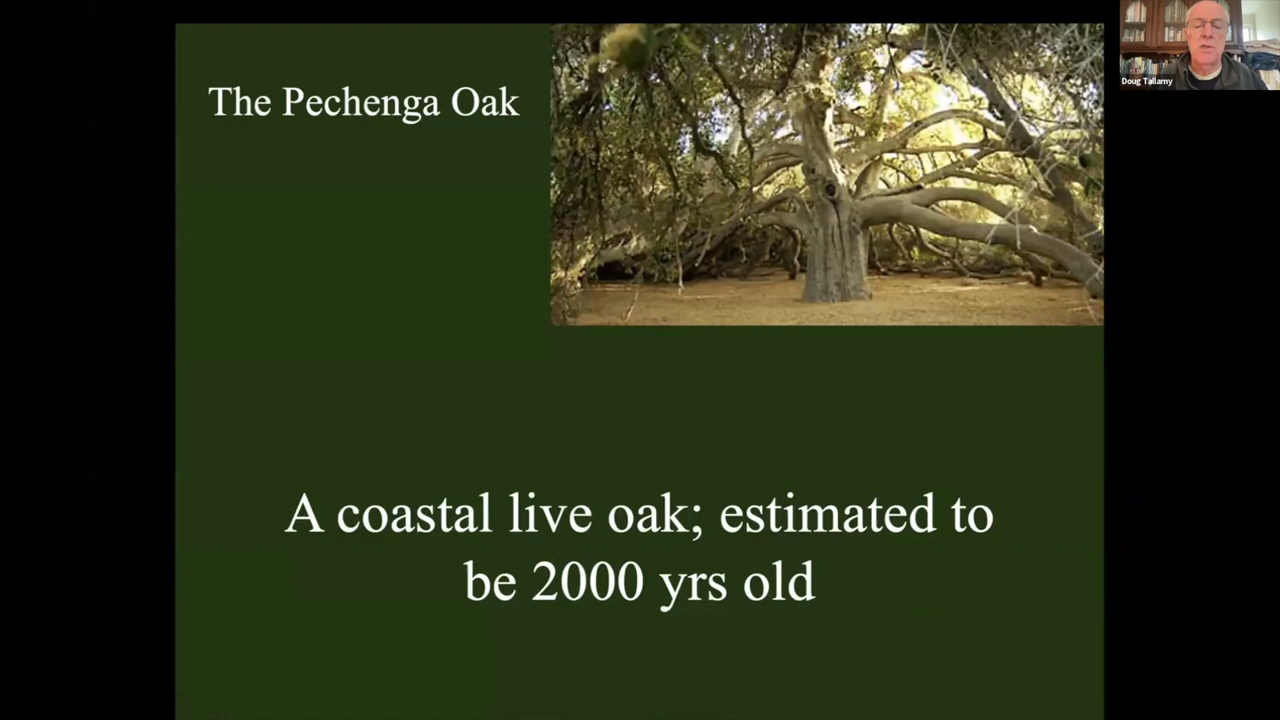 Doug Tallamy
The Pechenga Oak
A coastal live oak; estimated to
be 2000 yrs old